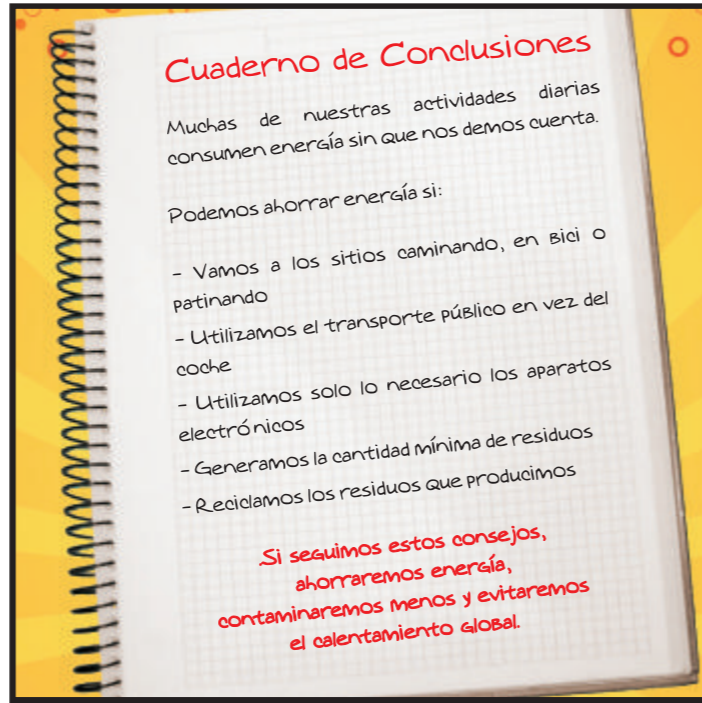 Cuaderno de Conclusiones
Muchas de nuestras actividades diarias
consumen energía sin que nos demos cuenta.
Podemos ahorrar energía si:
- Vamos a los sitios caminando, en bici o
patinando
- Utilizamos el transporte público en vez del
coche
- Utilizamos solo lo necesario los aparatos
electrónicos
- Generamos la cantidad mínima de residuos
- Reciclamos los residuos que producimos
Si seguimos estos consejos,
ahorraremos energía,
contaminaremos menos y evitaremos
el calentamiento global.